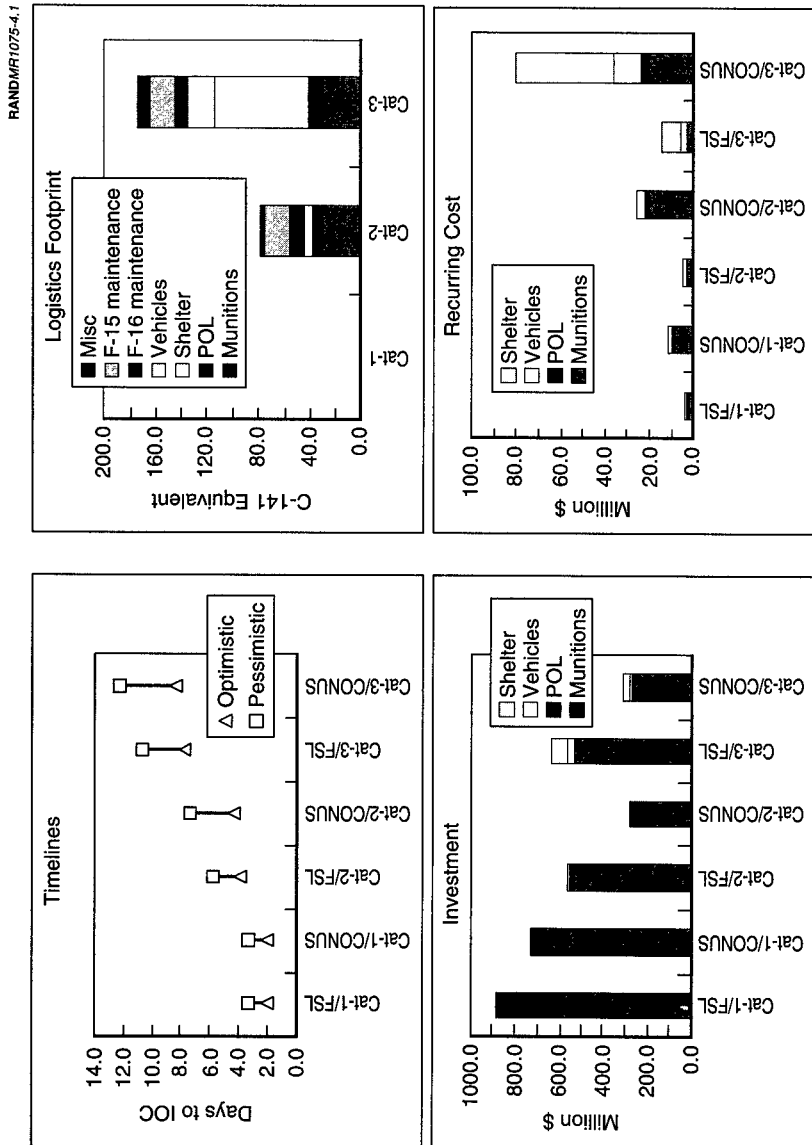 RANDMR1075-4.1
Timelines
Days to IOC
14.0
12.0
10.0
8.0
6.0
4.0
2.0
0.0
Optimistic
Pessimistic
Cat-1/FSL
Cat-1/CONUS
Cat-2/FSL
Cat-2/CONUS
Cat-3/FSL
Cat-3/CONUS
Logistics Footprint
C-141 Equivalent
200.0
160.0
120.0
80.0
40.0
0.0
Misc
F-15 maintenance
F-16 maintenance
Vehicles
Shelter
POL
Munitions
Cat-1
Cat-2
Cat-3
Investment
Million $
1000.0
800.0
600.0
400.0
200.0
0.0
Shelter
Vehicles
POL
Munitions
Cat-1/FSL
Cat-1/CONUS
Cat-2/FSL
Cat-2/CONUS
Cat-3/FSL
Cat-3/CONUS
Recurring Cost
Million $
100.0
80.0
60.0
40.0
20.0
0.0
Shelter
Vehicles
POL
Munitions
Cat-1/FSL
Cat-1/CONUS
Cat-2/FSL
Cat-2/CONUS
Cat-3/FSL
Cat-3/CONUS